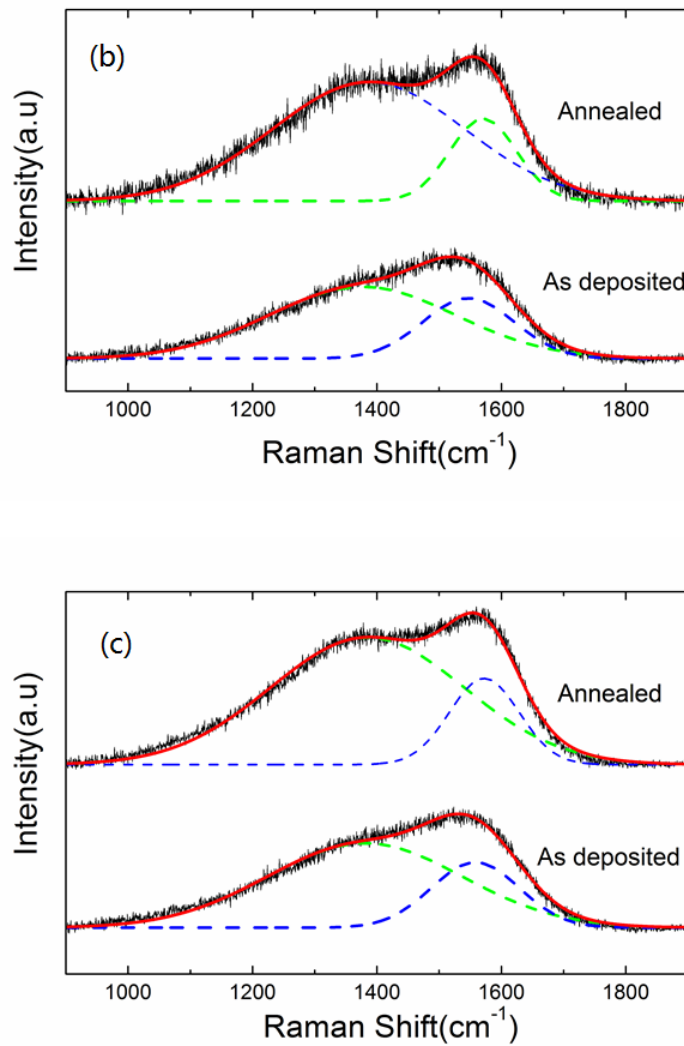 (b)
Annealed
As deposited
Intensity(a.u)
1000 1200 1400 1600 1800
Raman Shift(cm⁻¹)
(c)
Annealed
As deposited
Intensity(a.u)
1000 1200 1400 1600 1800
Raman Shift(cm⁻¹)